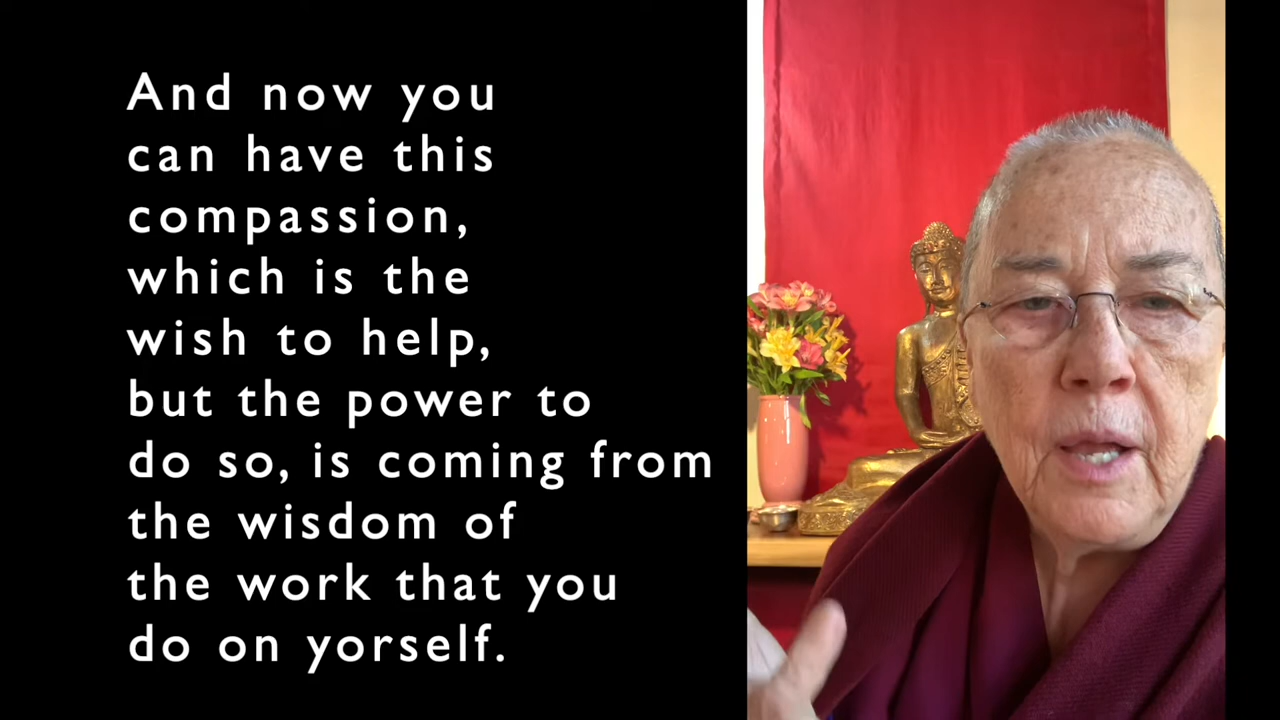 And now you
can have this
compassion,
which is the
wish to help,
but the power to
do so, is coming from
the wisdom of
the work that you
do on yorself.